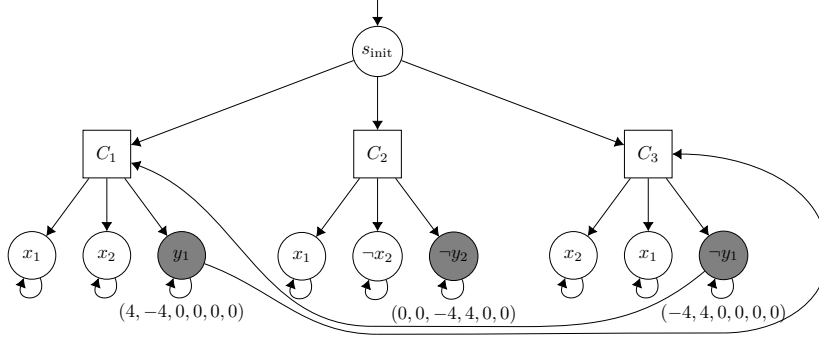 s_init
C_1 C_2 C_3
x_1 x_2 y_1 x_1 ¬x_2 ¬y_2 x_2 x_1 ¬y_1
(4, −4, 0, 0, 0, 0) (0, 0, −4, 4, 0, 0) (−4, 4, 0, 0, 0, 0)